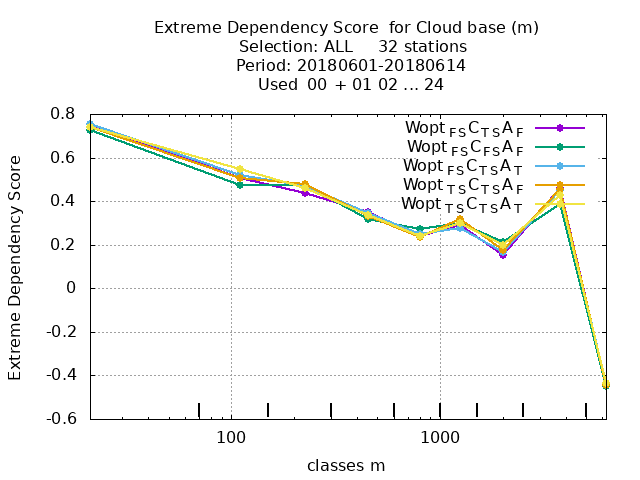 Extreme Dependency Score  for Cloud base (m)
Selection: ALL     32 stations
Period: 20180601-20180614
Used  00  + 01 02 ... 24
Extreme Dependency Score
0.8
0.6
0.4
0.2
0
-0.2
-0.4
-0.6
Wopt FS C TS A F
Wopt FS C FS A F
Wopt FS C TS A T
Wopt TS C TS A F
Wopt TS C TS A T
100
1000
classes m